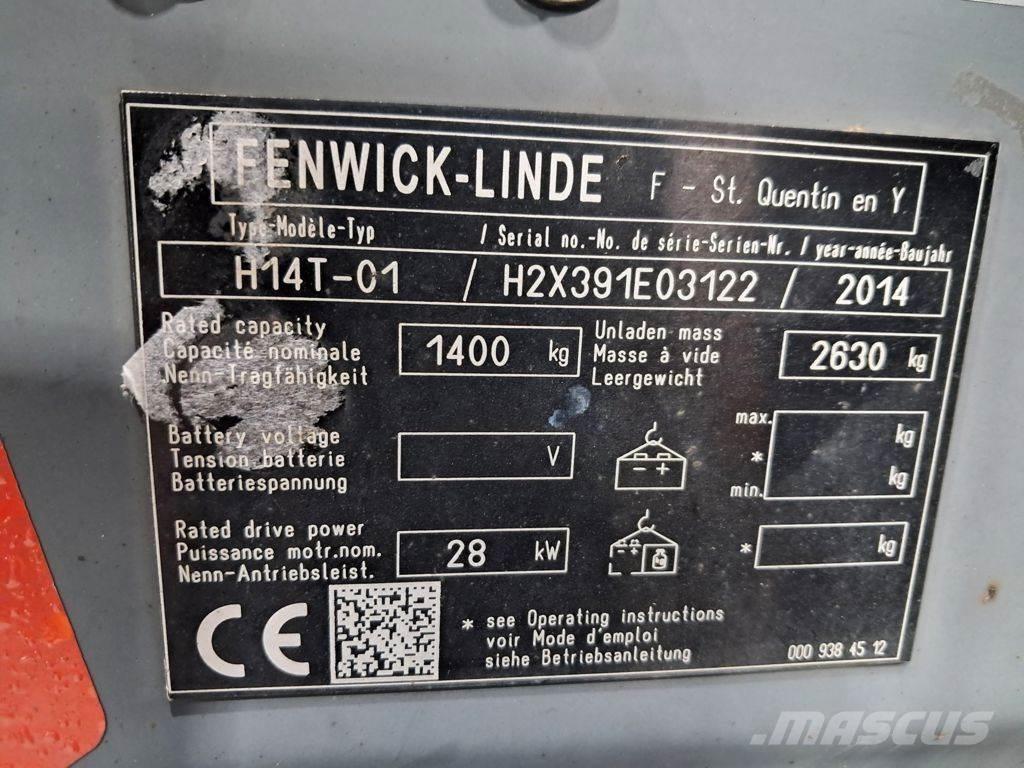 FENWICK-LINDE F - St. Quentin en Y
Type-Modèle-Typ / Serial no.-No. de série-Serien-Nr. / year-année-Baujahr
H14T-01 / H2X391E03122 / 2014
Rated capacity
Capacité nominale
Nenn-Tragfähigkeit
1400 kg
Unladen mass
Masse à vide
Leergewicht
2630 kg
Battery voltage
Tension batterie
Batteriespannung
V
- +
max.
*
min.
kg
kg
Rated drive power
Puissance motr.nom.
Nenn-Antriebsleist.
28 kW
- + kg
* kg
CE
* see Operating instructions
voir Mode d'emploi
siehe Betriebsanleitung
000 938 45 12
MASCUS